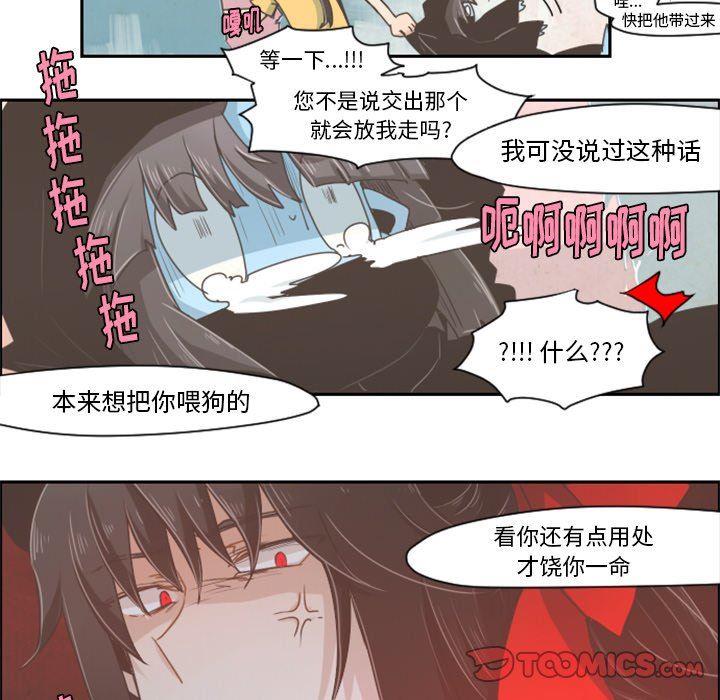 哇...
快把他带过来
嘎叽
等一下...!!!
您不是说交出那个
就会放我走吗?
拖拖拖拖拖
我可没说过这种话
呃啊啊啊啊
?!!! 什么???
本来想把你喂狗的
看你还有点用处
才饶你一命
拖
TOOMICS.com